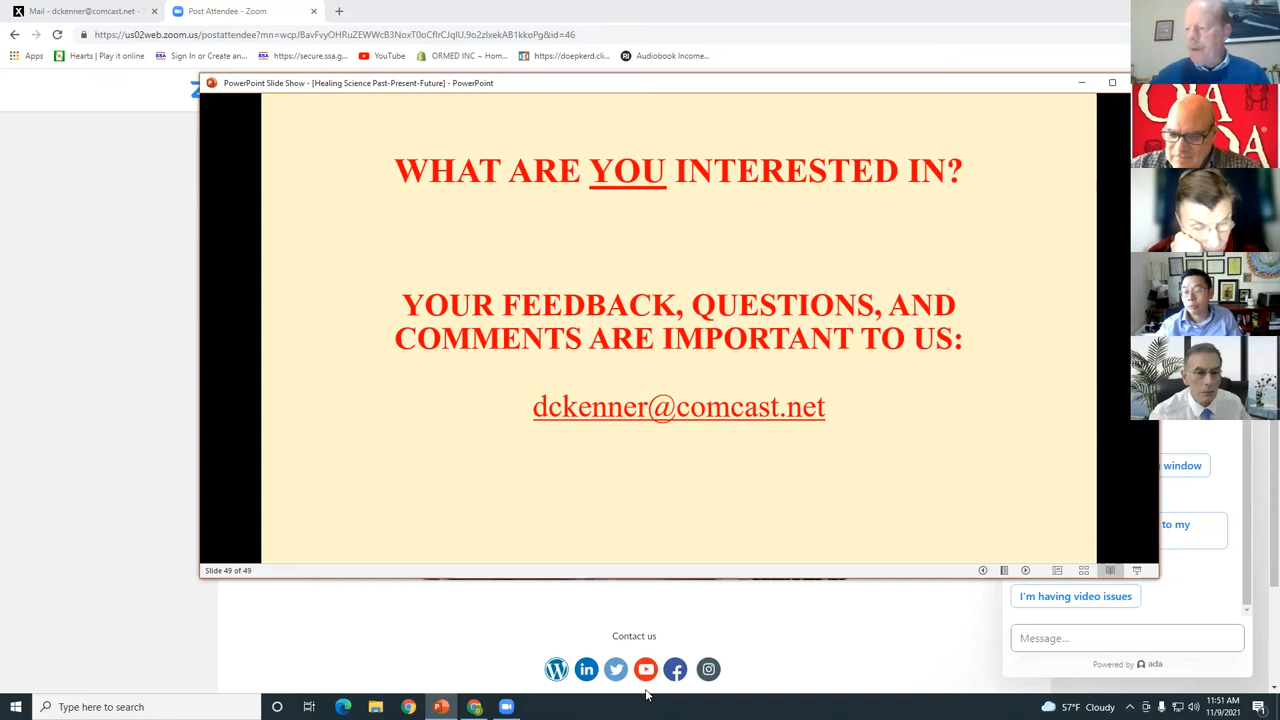 Mail - dckenner@comcast.net - X
Post Attendee - Zoom
https://us02web.zoom.us/postattendee?mn=wcpJBavFvyOHRuZEWWcB3NoxT0oCfIrCJqIU.9o2zIxekAB1kkoPg&id=46
Apps
Hearts | Play it online
Sign In or Create an...
https://secure.ssa.g...
YouTube
ORMED INC ~ Home
https://doepkerd.cli...
Audiobook Income...
PowerPoint Slide Show - [Healing Science Past-Present-Future] - PowerPoint
WHAT ARE YOU INTERESTED IN?
YOUR FEEDBACK, QUESTIONS, AND
COMMENTS ARE IMPORTANT TO US:
dckenner@comcast.net
Slide 49 of 49
window
to my
I'm having video issues
Message...
Powered by ada
Contact us
Type here to search
57°F Cloudy
11:51 AM
11/9/2021